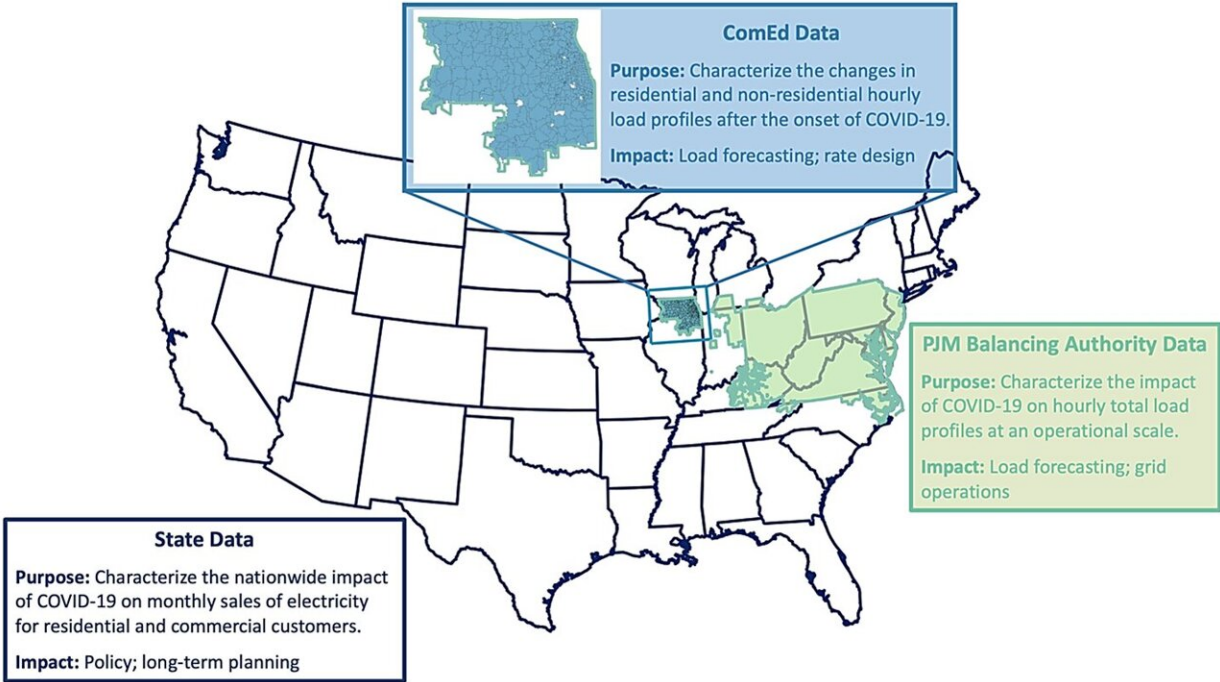 ComEd Data
Purpose: Characterize the changes in
residential and non-residential hourly
load profiles after the onset of COVID-19.
Impact: Load forecasting; rate design
PJM Balancing Authority Data
Purpose: Characterize the impact
of COVID-19 on hourly total load
profiles at an operational scale.
Impact: Load forecasting; grid
operations
State Data
Purpose: Characterize the nationwide impact
of COVID-19 on monthly sales of electricity
for residential and commercial customers.
Impact: Policy; long-term planning